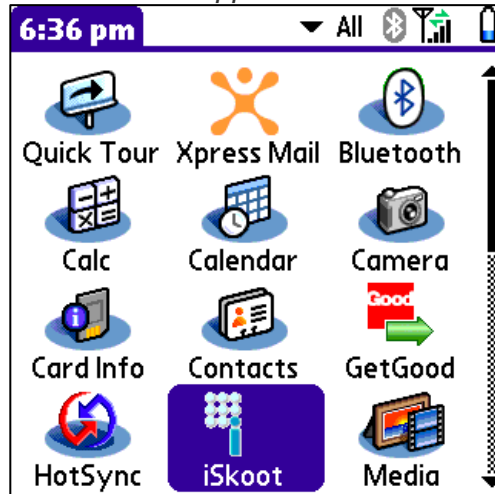 6:36 pm All
Quick Tour Xpress Mail Bluetooth
Calc Calendar Camera
Good
Card Info Contacts GetGood
HotSync iSkoot Media